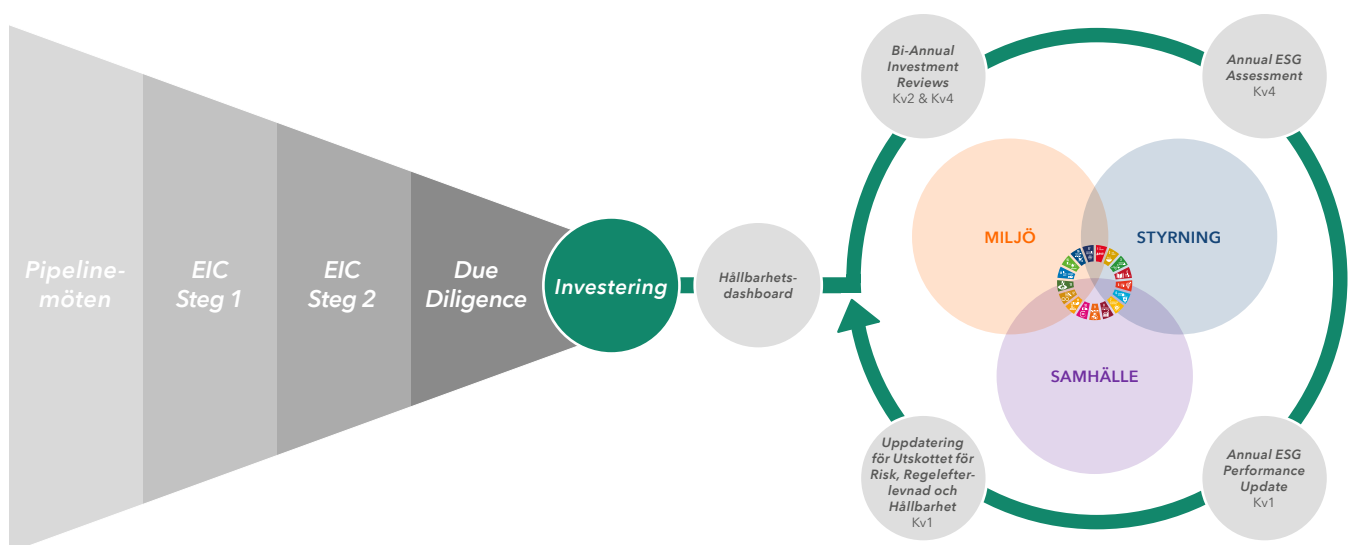 Pipeline-
möten
EIC
Steg 1
EIC
Steg 2
Due
Diligence
Investering
Hållbarhets-
dashboard
Bi-Annual
Investment
Reviews
Kv2 & Kv4
Annual ESG
Assessment
Kv4
MILJÖ
STYRNING
SAMHÄLLE
Uppdatering
för Utskottet för
Risk, Regelefter-
levnad och
Hållbarhet
Kv1
Annual ESG
Performance
Update
Kv1